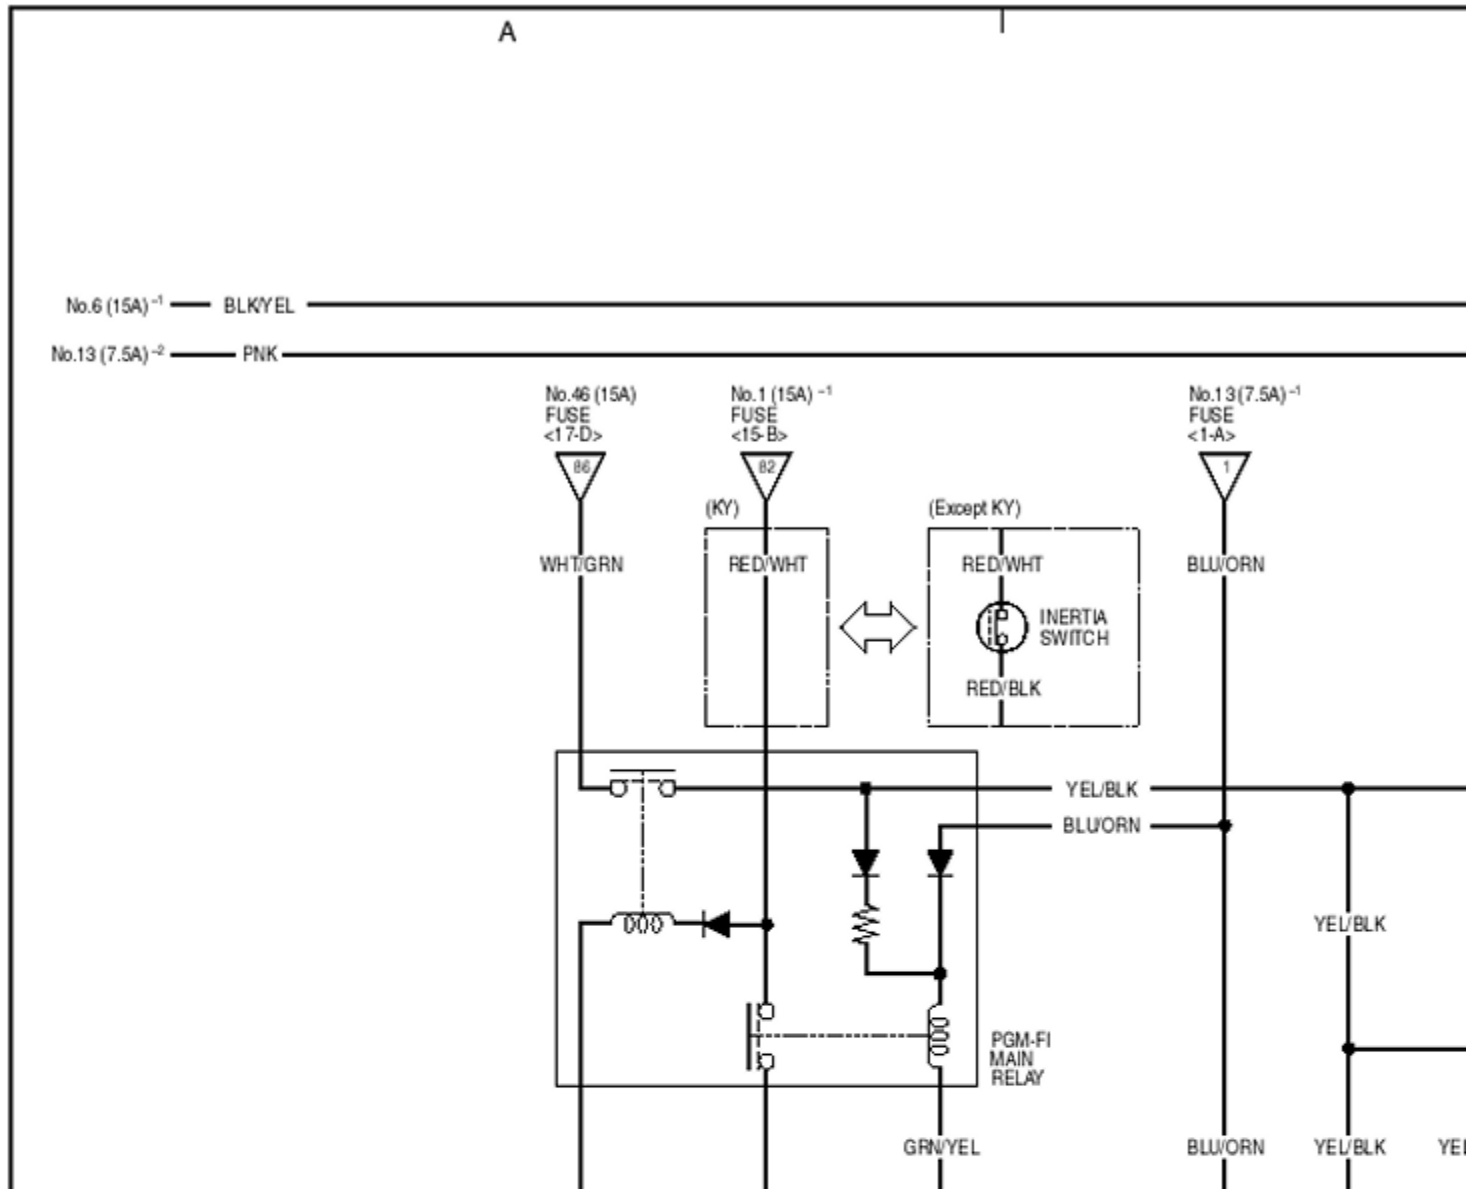 A
No.6 (15A) –1
BLK/YEL
No.13 (7.5A) –2
PNK
No.46 (15A)
FUSE
<17-D>
86
No.1 (15A) –1
FUSE
<15-B>
82
No.13 (7.5A) –1
FUSE
<1-A>
1
(KY)
(Except KY)
WHT/GRN
RED/WHT
RED/WHT
BLU/ORN
INERTIA
SWITCH
RED/BLK
YEL/BLK
BLU/ORN
YEL/BLK
PGM-FI
MAIN
RELAY
GRN/YEL
BLU/ORN
YEL/BLK
YEL